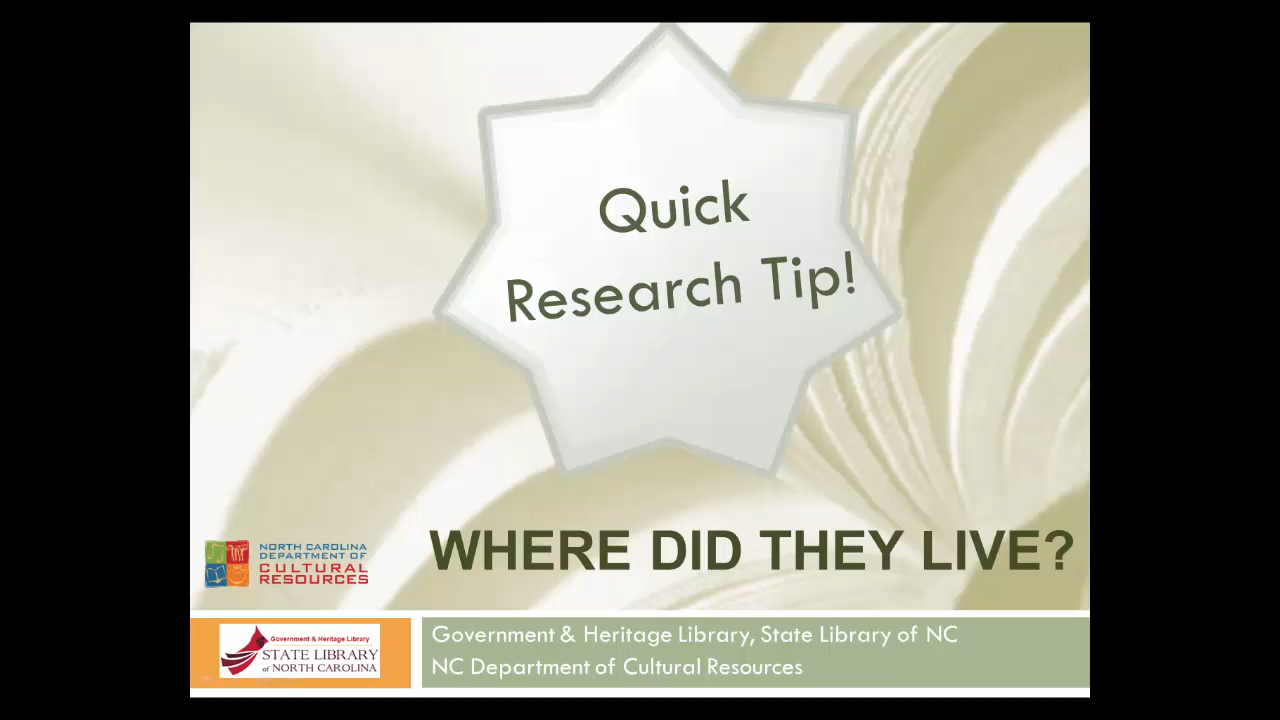 Quick
Research Tip!
WHERE DID THEY LIVE?
NORTH CAROLINA
DEPARTMENT OF
CULTURAL
RESOURCES
Government & Heritage Library
STATE LIBRARY
of NORTH CAROLINA
Government & Heritage Library, State Library of NC
NC Department of Cultural Resources